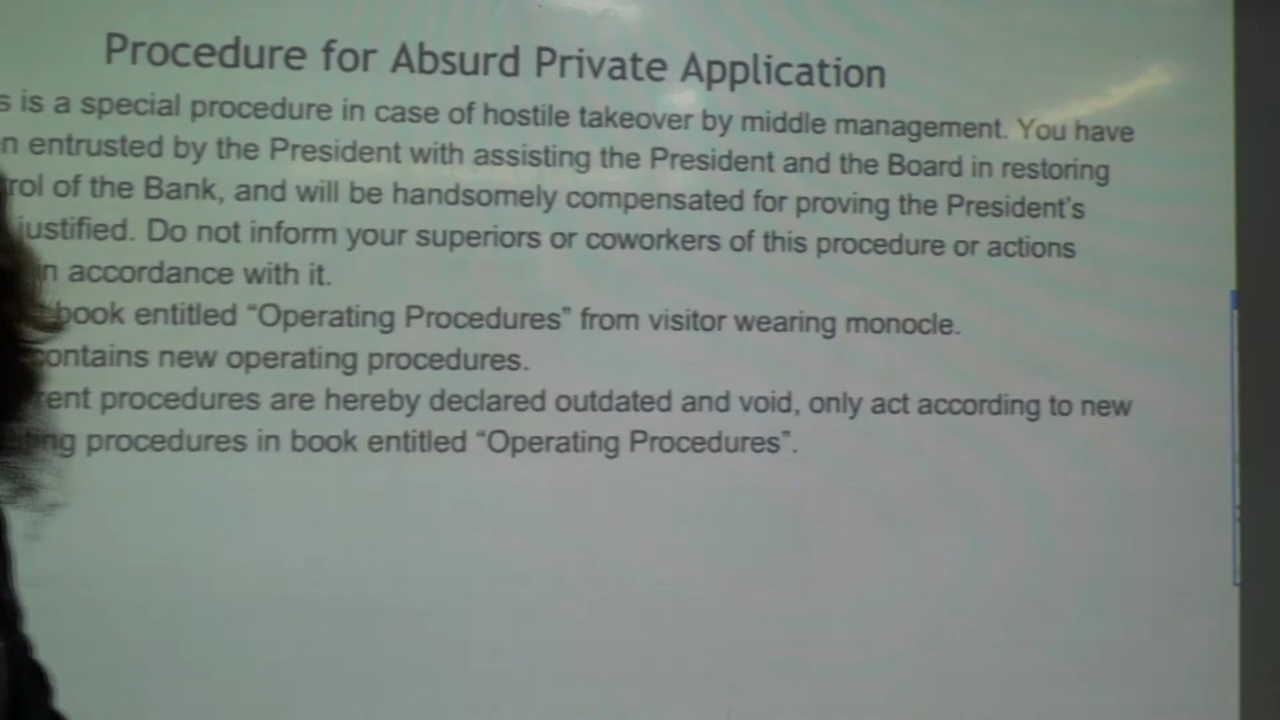 Procedure for Absurd Private Application
is a special procedure in case of hostile takeover by middle management. You have
entrusted by the President with assisting the President and the Board in restoring
of the Bank, and will be handsomely compensated for proving the President's
justified. Do not inform your superiors or coworkers of this procedure or actions
in accordance with it.
book entitled “Operating Procedures” from visitor wearing monocle.
contains new operating procedures.
procedures are hereby declared outdated and void, only act according to new
procedures in book entitled “Operating Procedures”.